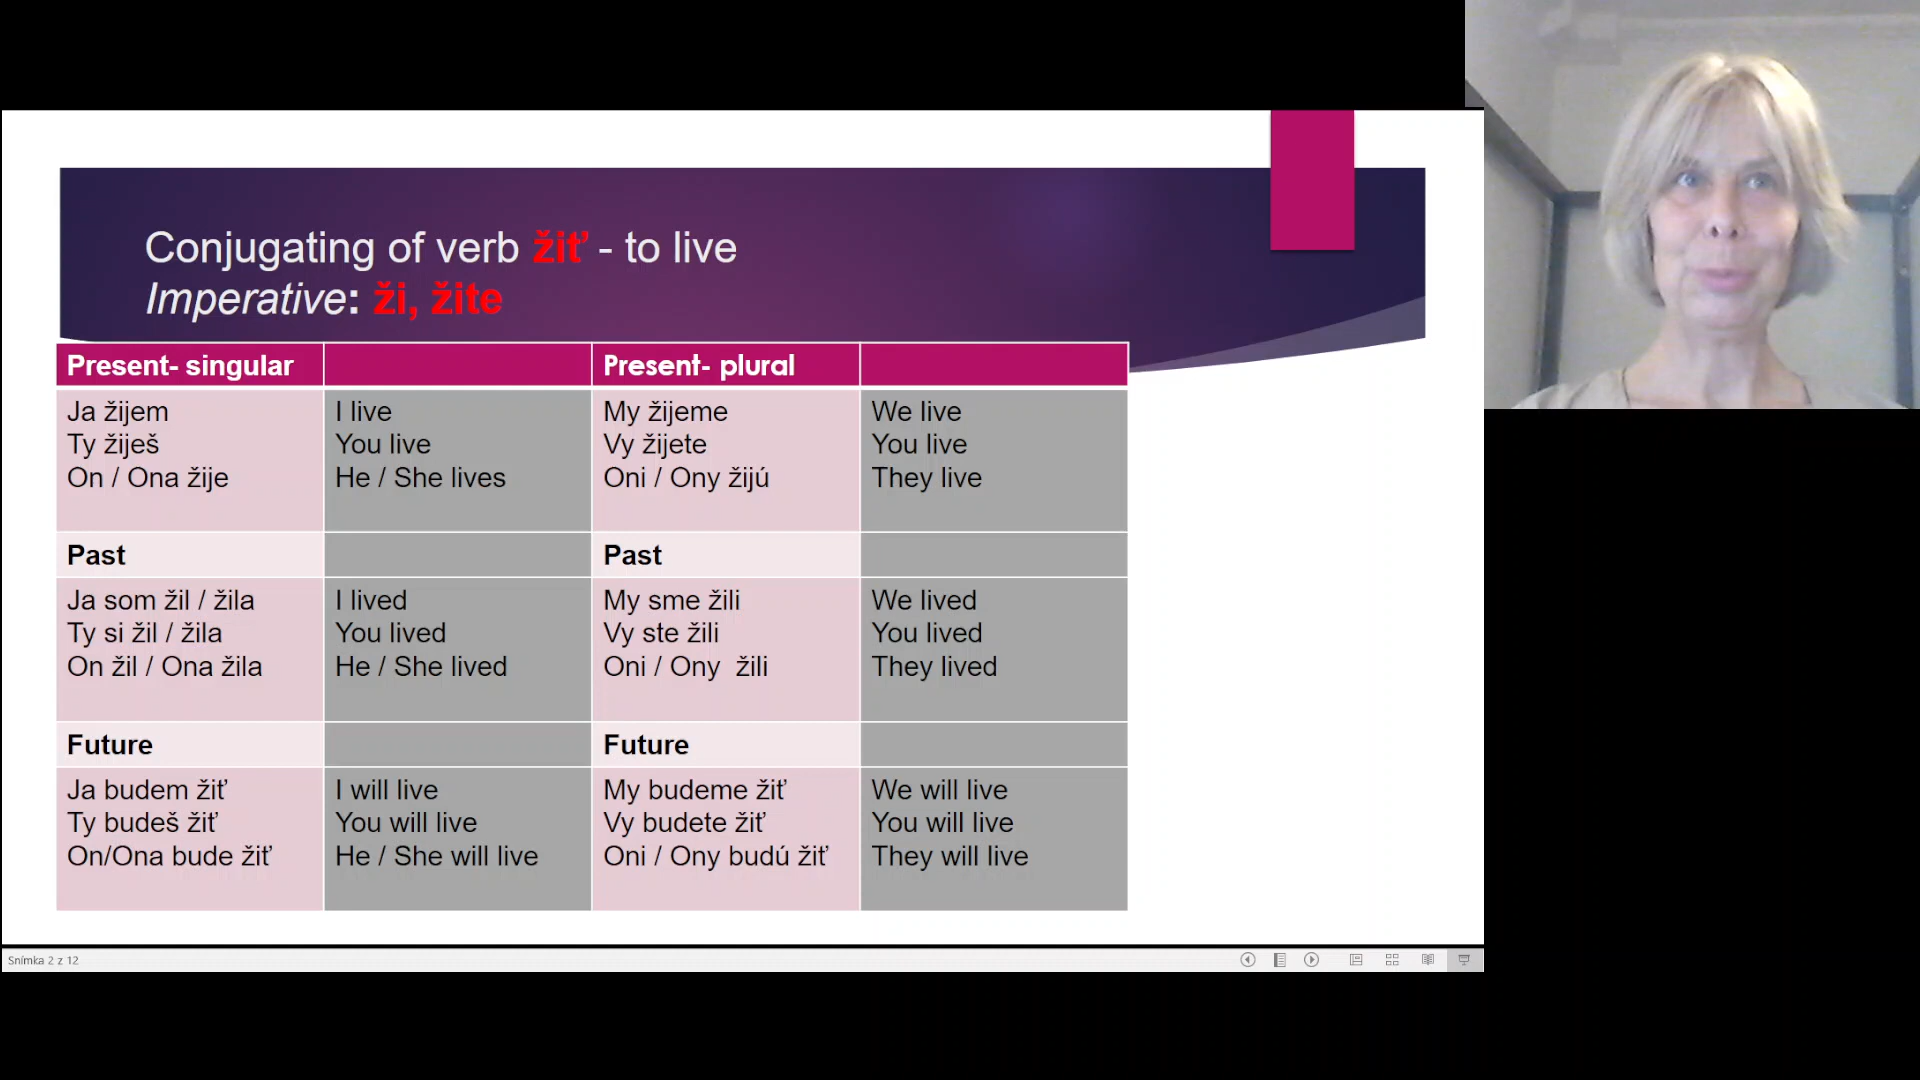 Conjugating of verb žiť - to live
Imperative: ži, žite
Present- singular
Present- plural
Ja žijem
Ty žiješ
On / Ona žije
I live
You live
He / She lives
My žijeme
Vy žijete
Oni / Ony žijú
We live
You live
They live
Past
Past
Ja som žil / žila
Ty si žil / žila
On žil / Ona žila
I lived
You lived
He / She lived
My sme žili
Vy ste žili
Oni / Ony  žili
We lived
You lived
They lived
Future
Future
Ja budem žiť
Ty budeš žiť
On/Ona bude žiť
I will live
You will live
He / She will live
My budeme žiť
Vy budete žiť
Oni / Ony budú žiť
We will live
You will live
They will live
Snímka 2 z 12